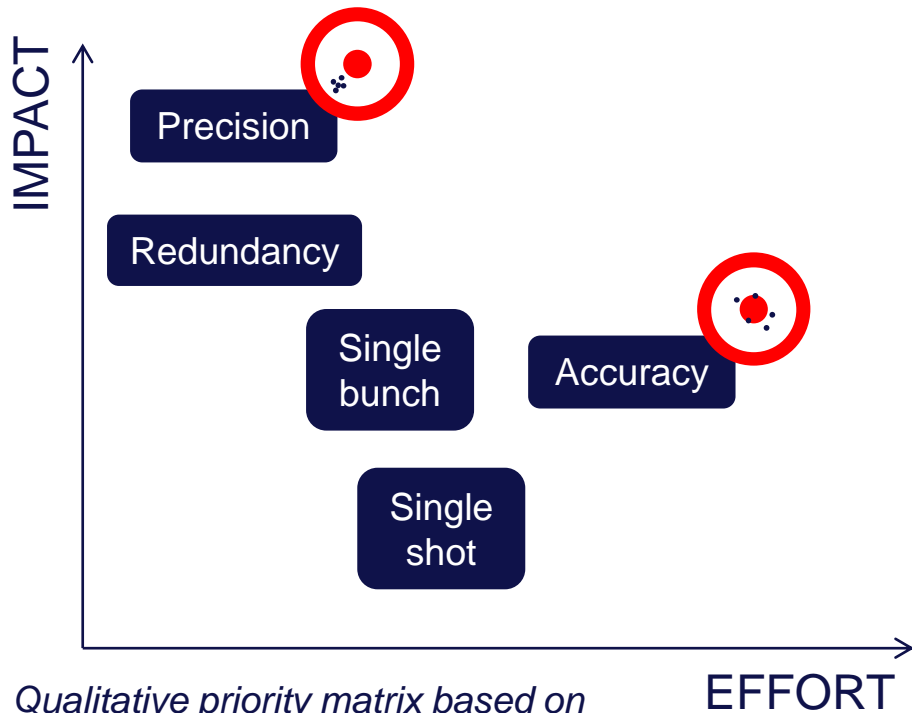 IMPACT
Precision
Redundancy
Single
bunch
Accuracy
Single
shot
EFFORT
Qualitative priority matrix based on